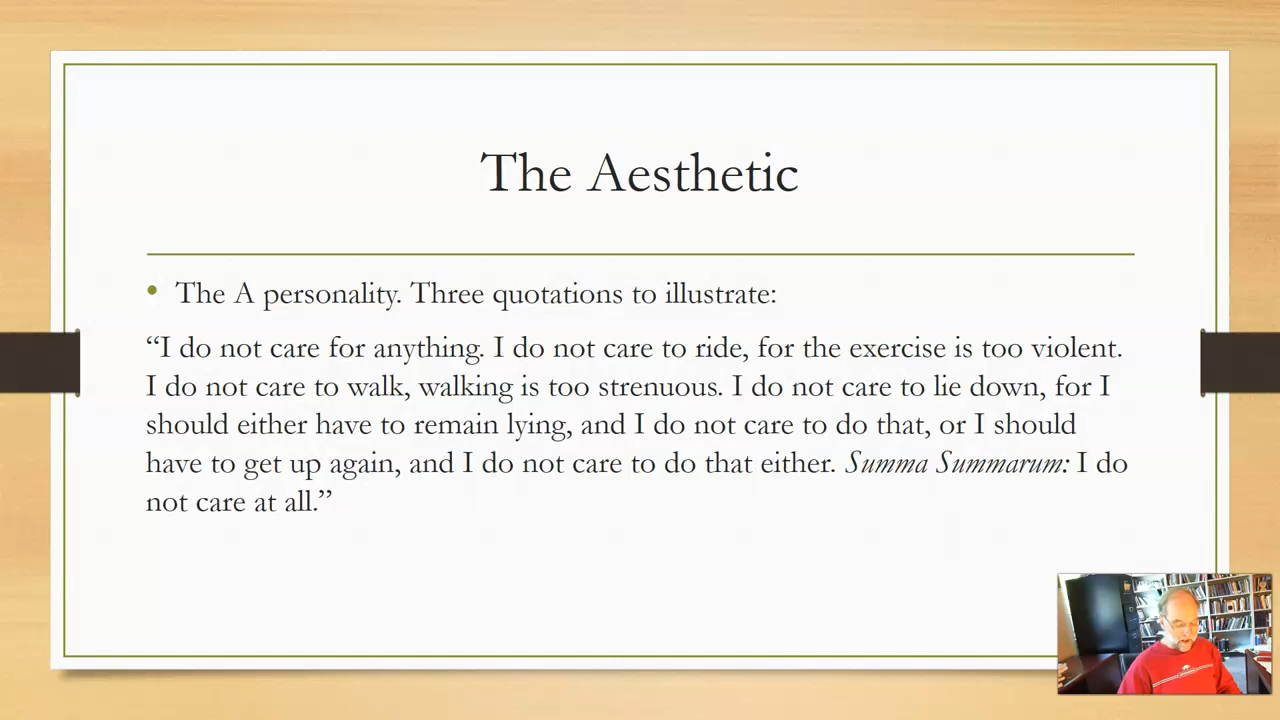 The Aesthetic
• The A personality. Three quotations to illustrate:
“I do not care for anything. I do not care to ride, for the exercise is too violent.
I do not care to walk, walking is too strenuous. I do not care to lie down, for I
should either have to remain lying, and I do not care to do that, or I should
have to get up again, and I do not care to do that either. Summa Summarum: I do
not care at all.”